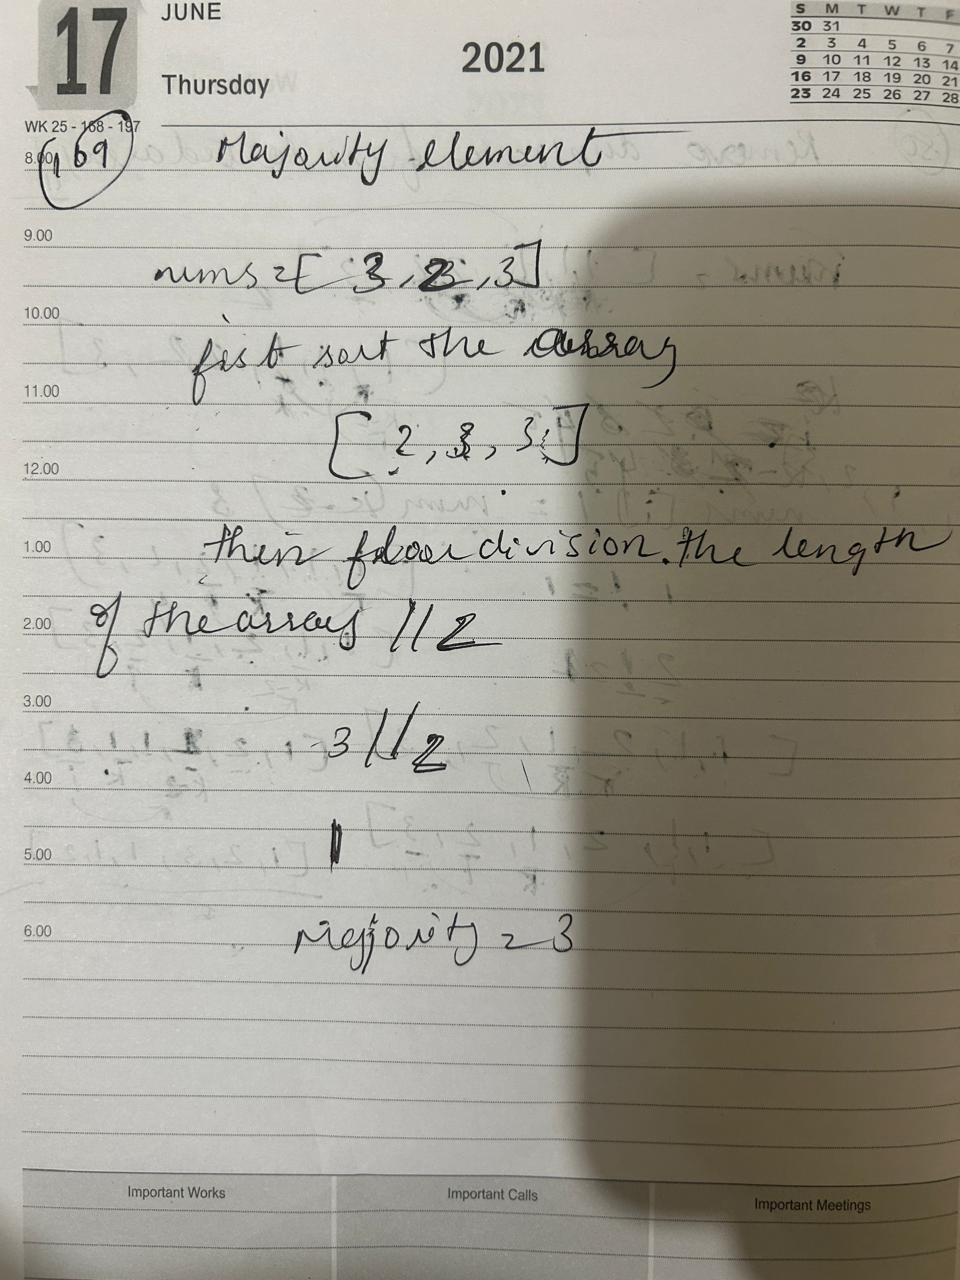 17
JUNE
Thursday
2021
S M T W T F
30 31
2 3 4 5 6 7
9 10 11 12 13 14
16 17 18 19 20 21
23 24 25 26 27 28
WK 25 - 168 - 197
8.00
169 Majority element
9.00
nums = [ 3, 2, 3]
10.00
fist sort the array
11.00
[ 2, 3, 3]
12.00
then floor division. the length
1.00
of the array // 2
2.00
3.00
3 // 2
4.00
1
5.00
Majority = 3
6.00
Important Works
Important Calls
Important Meetings